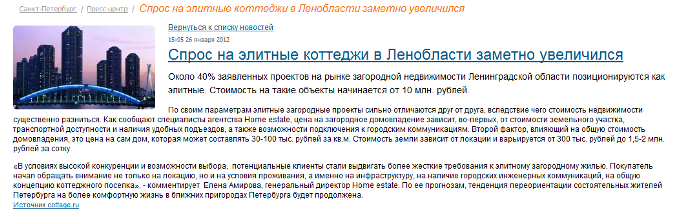 Санкт-Петербург / Пресс-центр / Спрос на элитные коттеджи в Ленобласти заметно увеличился
Вернуться к списку новостей
15:05 26 января 2012
Спрос на элитные коттеджи в Ленобласти заметно увеличился
Около 40% заявленных проектов на рынке загородной недвижимости Ленинградской области позиционируются как
элитные. Стоимость на такие объекты начинается от 10 млн. рублей.
По своим параметрам элитные загородные проекты сильно отличаются друг от друга, вследствие чего стоимость недвижимости
существенно разниться. Как сообщают специалисты агентства Home estate, цена на загородное домовладение зависит, во-первых, от стоимости земельного участка,
транспортной доступности и наличия удобных подъездов, а также возможности подключения к городским коммуникациям. Второй фактор, влияющий на общую стоимость
домовладения, это цена на сам дом, которая может составлять 30-100 тыс. рублей за кв.м. Стоимость земли зависит от локации и варьируется от 300 тыс. рублей до 1,5-2 млн.
рублей за сотку.
«В условиях высокой конкуренции и возможности выбора, потенциальные клиенты стали выдвигать более жесткие требования к элитному загородному жилью. Покупатель
начал обращать внимание не только на локацию, но и на условия проживания, а именно на инфраструктуру, на наличие городских инженерных коммуникаций, на общую
концепцию коттеджного поселка», - комментирует Елена Амирова, генеральный директор Home estate. По ее прогнозам, тенденция переориентации состоятельных жителей
Петербурга на более комфортную жизнь в ближних пригородах Петербурга будет продолжена.
Источник cottage.ru